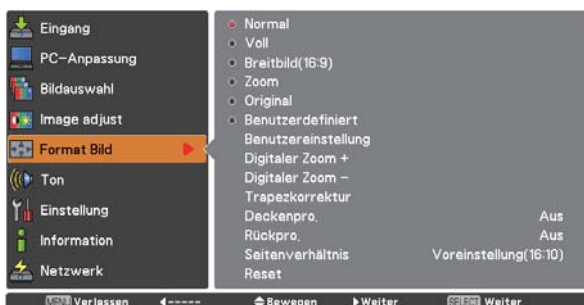 Eingang
PC-Anpassung
Bildauswahl
Image adjust
Format Bild
Ton
Einstellung
Information
Netzwerk
Normal
Voll
Breitbild(16:9)
Zoom
Original
Benutzerdefiniert
Benutzereinstellung
Digitaler Zoom +
Digitaler Zoom –
Trapezkorrektur
Deckenpro. Aus
Rückpro. Aus
Seitenverhältnis Voreinstellung(16:10)
Reset
MENU Verlassen ◀----- Bewegen ▶Weiter SELECT Weiter